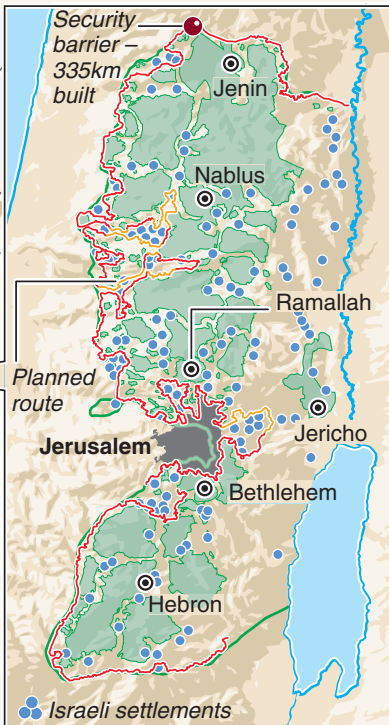 Security
barrier –
335km
built
Jenin
Nablus
Ramallah
Planned
route
Jericho
Jerusalem
Bethlehem
Hebron
Israeli settlements